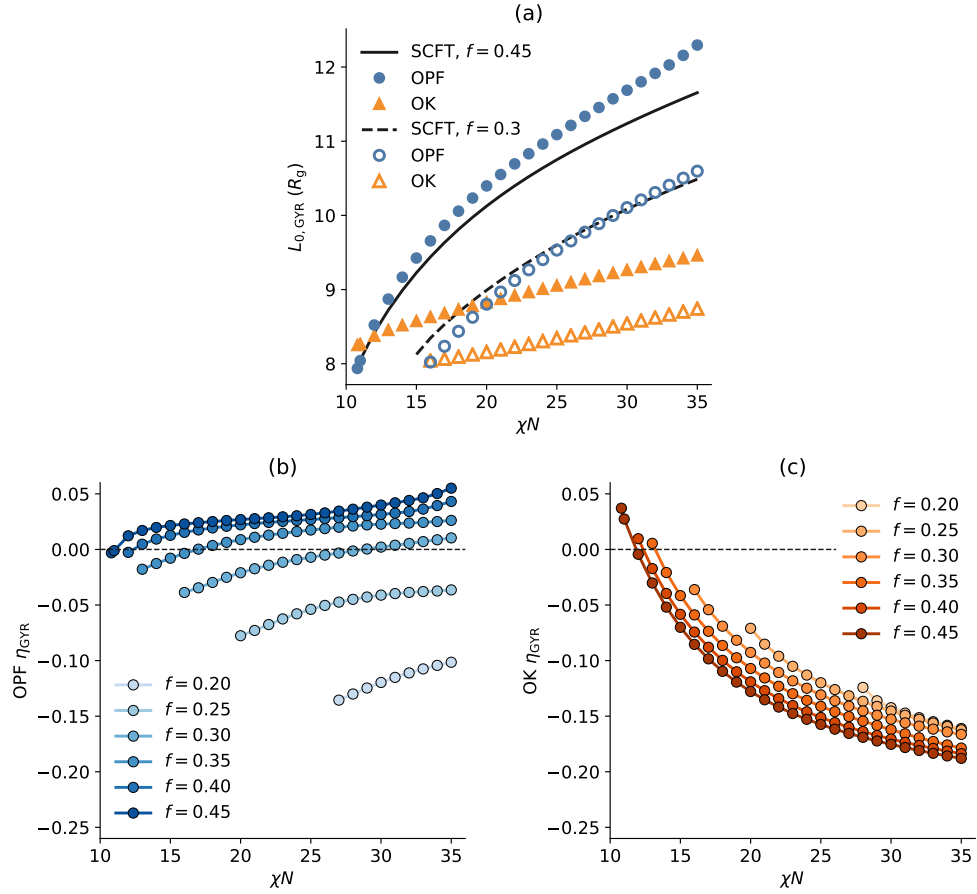 (a)
12
11
10
9
8
L0,GYR (Rg)
SCFT, f = 0.45
OPF
OK
SCFT, f = 0.3
OPF
OK
10 15 20 25 30 35
χN
(b)
0.05
0.00
−0.05
−0.10
−0.15
−0.20
−0.25
OPF ηGYR
f = 0.20
f = 0.25
f = 0.30
f = 0.35
f = 0.40
f = 0.45
10 15 20 25 30 35
χN
(c)
0.05
0.00
−0.05
−0.10
−0.15
−0.20
−0.25
OK ηGYR
f = 0.20
f = 0.25
f = 0.30
f = 0.35
f = 0.40
f = 0.45
10 15 20 25 30 35
χN